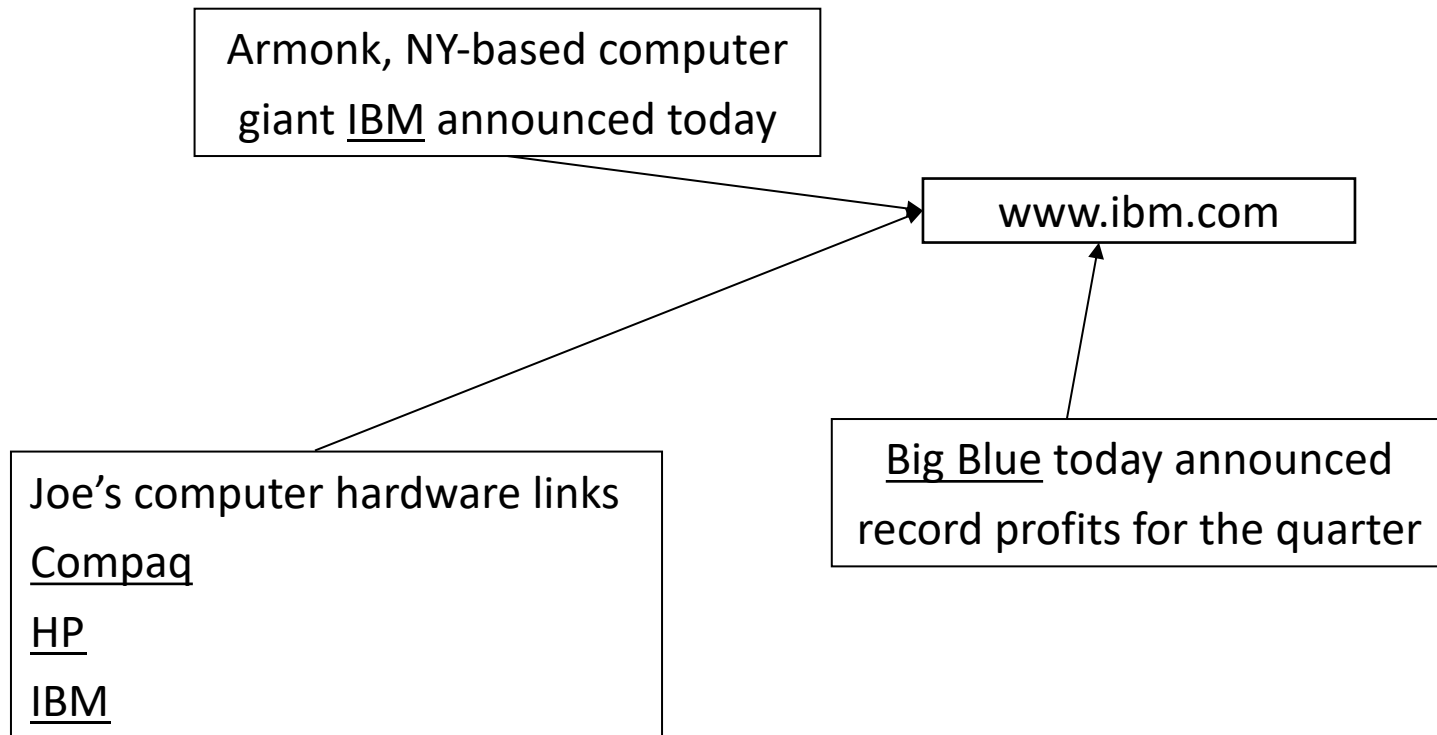 Armonk, NY-based computer
giant IBM announced today
www.ibm.com
Big Blue today announced
record profits for the quarter
Joe’s computer hardware links
Compaq
HP
IBM